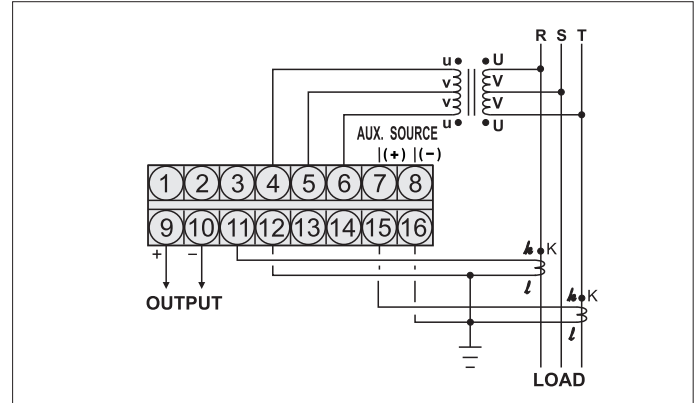 R S T
u U
v V
v V
u U
AUX. SOURCE
(+) (-)
1 2 3 4 5 6 7 8
9 10 11 12 13 14 15 16
+ -
OUTPUT
k K
l
k K
l
LOAD